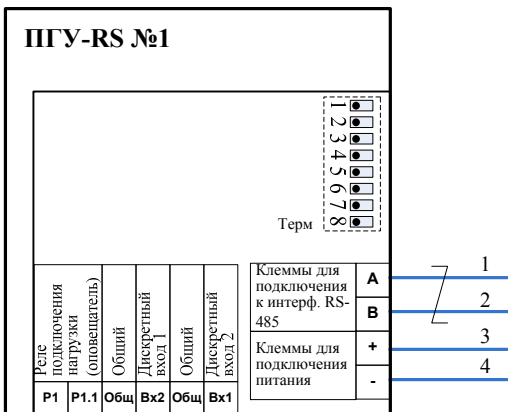 ПГУ-RS №1
1
2
3
4
5
6
7
8
Терм
Клеммы для
подключения
к интерф. RS-
485
A
B
Клеммы для
подключения
питания
+
-
1
2
3
4
Реле
подключения
нагрузки
(оповещатель)
Общий
Дискретный
вход 1
Общий
Дискретный
вход 2
P1
P1.1
Общ
Вх2
Общ
Вх1